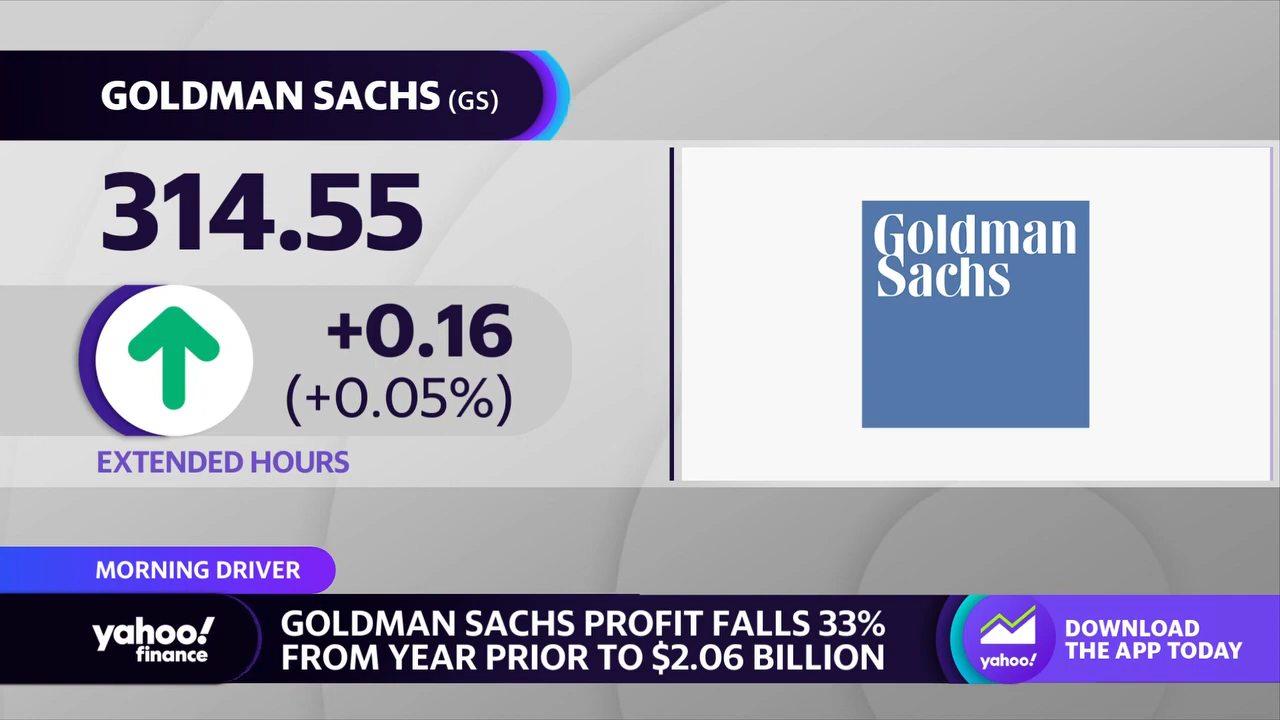 GOLDMAN SACHS (GS)
314.55
+0.16
(+0.05%)
EXTENDED HOURS
Goldman
Sachs
MORNING DRIVER
yahoo!
finance
GOLDMAN SACHS PROFIT FALLS 33%
FROM YEAR PRIOR TO $2.06 BILLION
yahoo!
DOWNLOAD
THE APP TODAY